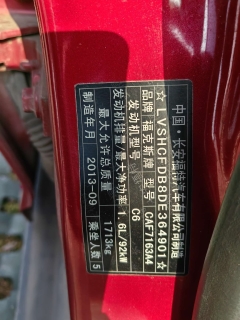 中国·长安福特汽车有限公司制造
☆LVSHCFDB8DE364901☆
品牌 福克斯牌 型号 CAF7163A4
发动机型号 C6
发动机排量/最大净功率 1.6L/92kW
最大允许总质量 1713kg
制造年月 2013-09 乘坐人数 5